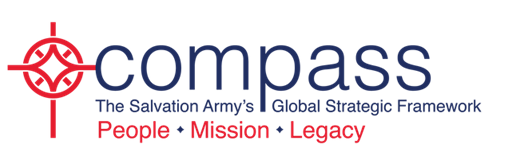 compass
The Salvation Army's Global Strategic Framework
People • Mission • Legacy